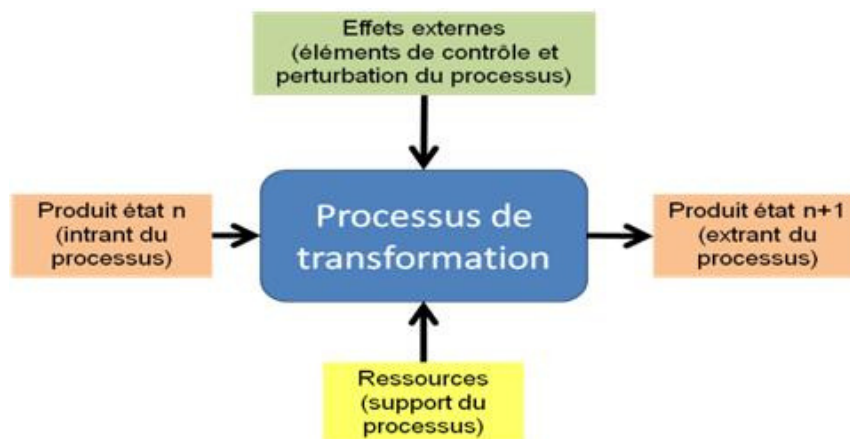 Effets externes
(éléments de contrôle et
perturbation du processus)
Produit état n
(intrant du
processus)
Processus de
transformation
Produit état n+1
(extrant du
processus)
Ressources
(support du
processus)